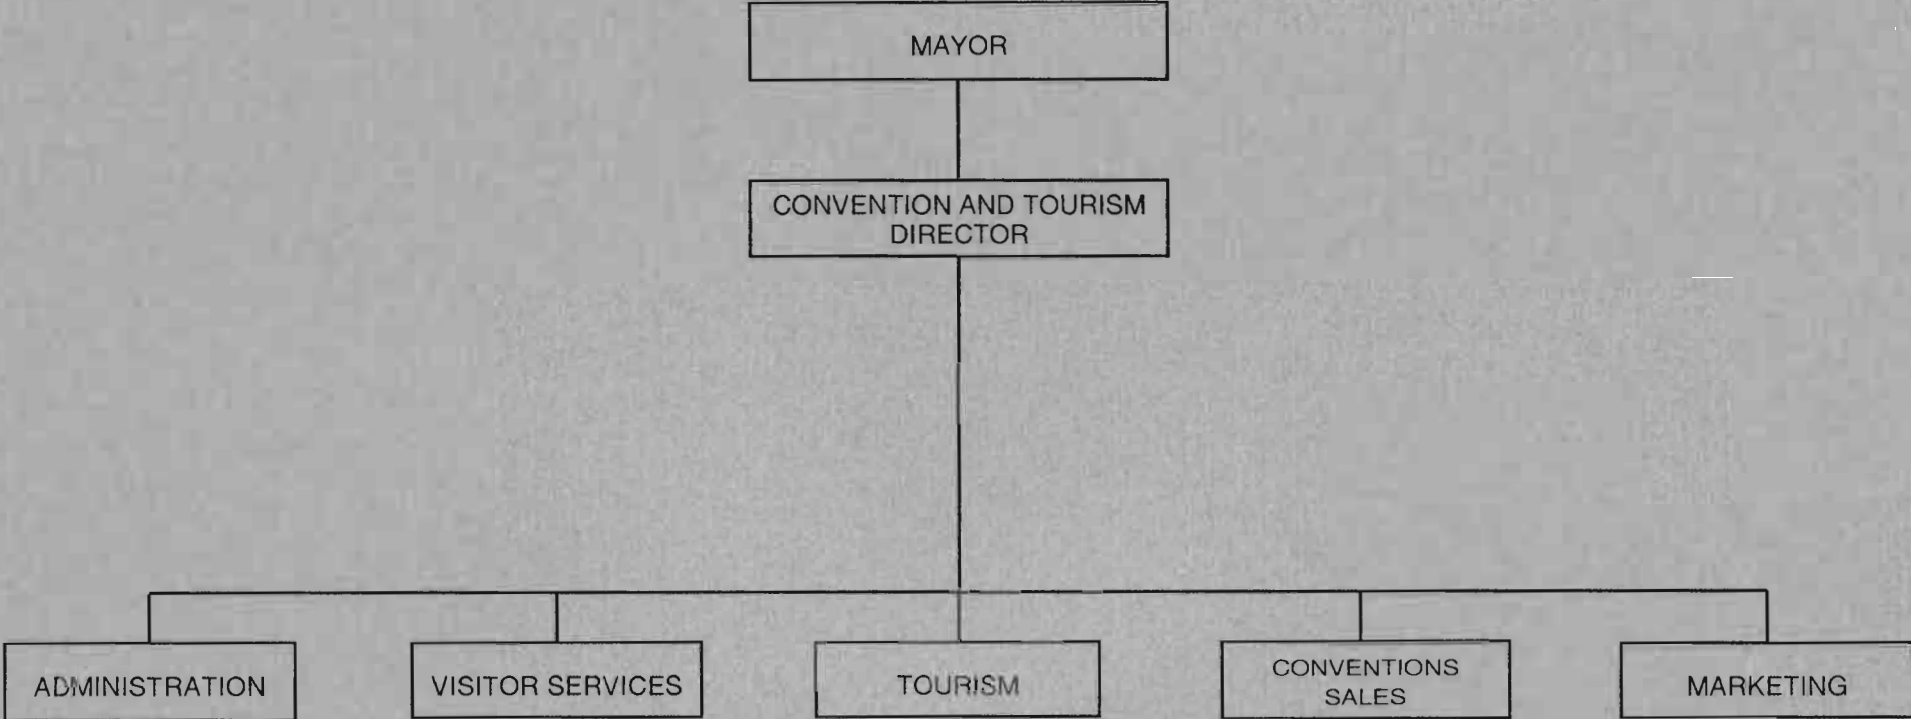 MAYOR
CONVENTION AND TOURISM
DIRECTOR
ADMINISTRATION
VISITOR SERVICES
TOURISM
CONVENTIONS
SALES
MARKETING